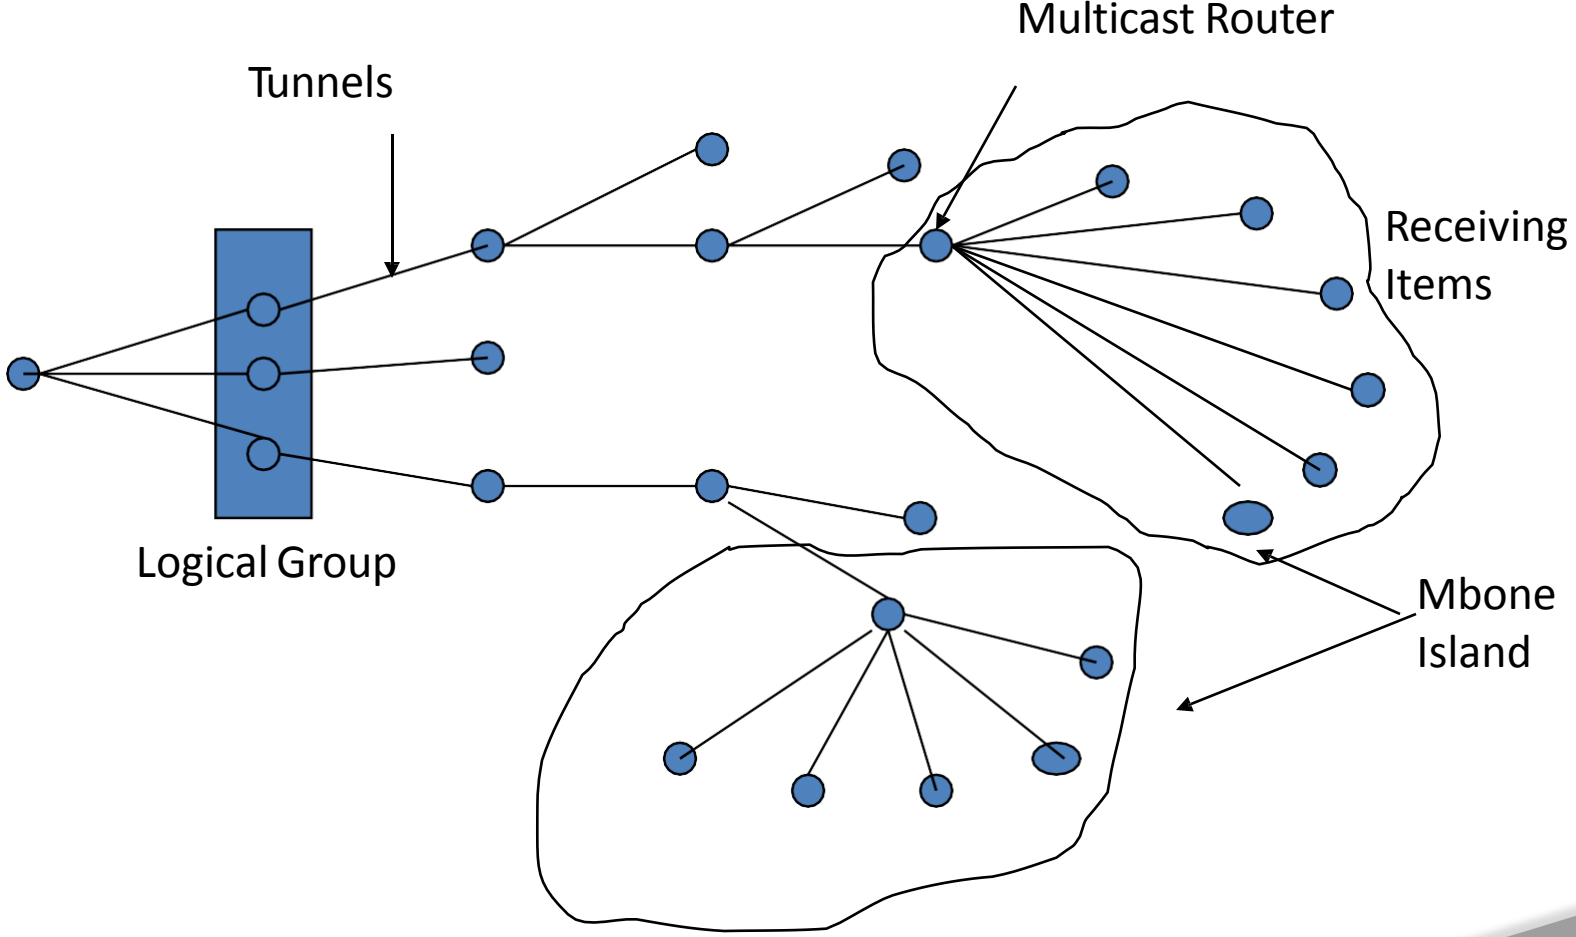 Multicast Router
Tunnels
Receiving
Items
Logical Group
Mbone
Island